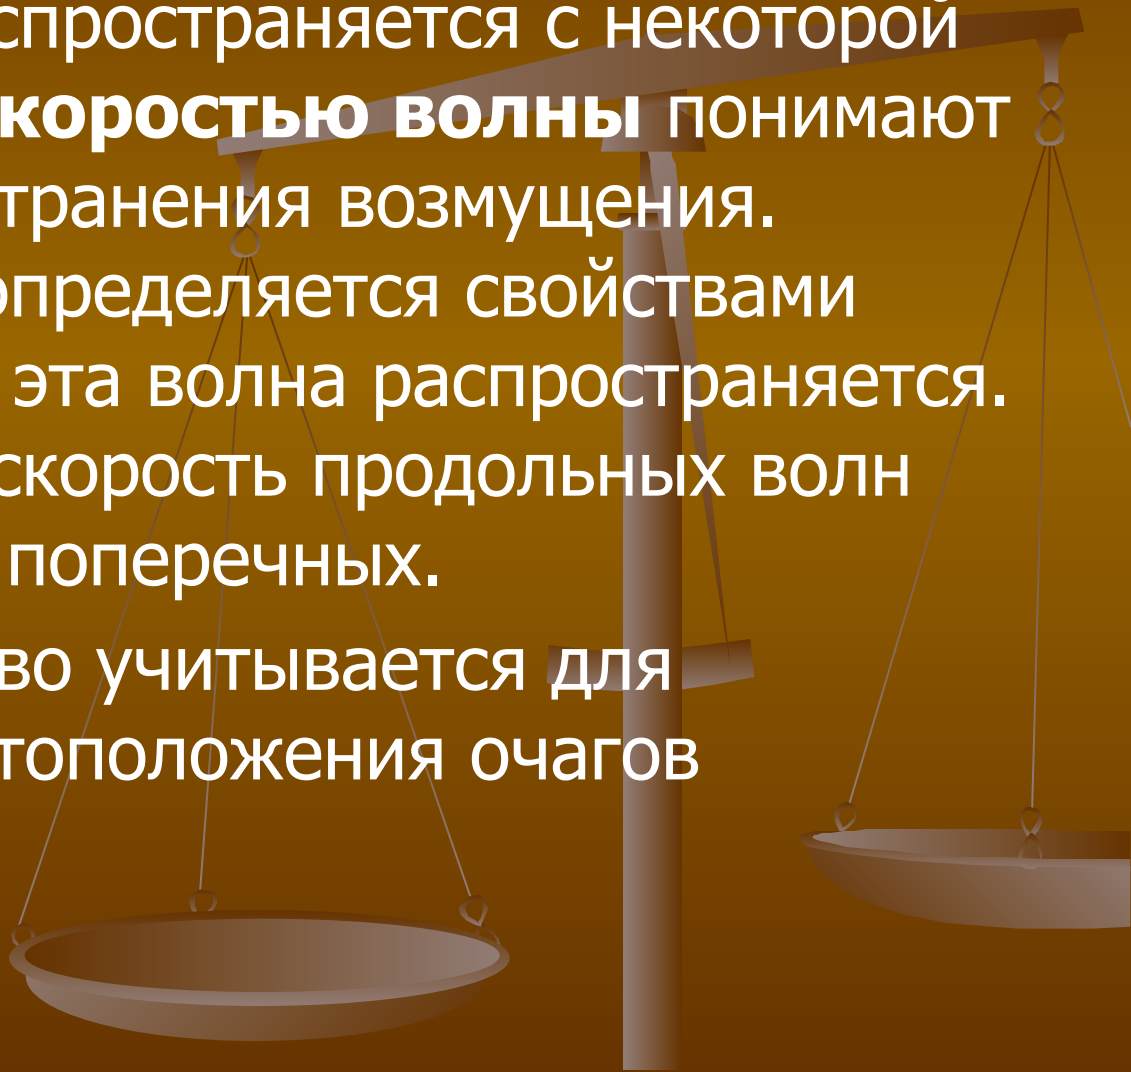 спространяется с некоторой
коростью волны понимают
транения возмущения.
определяется свойствами
эта волна распространяется.
скорость продольных волн
поперечных.
во учитывается для
тоположения очагов